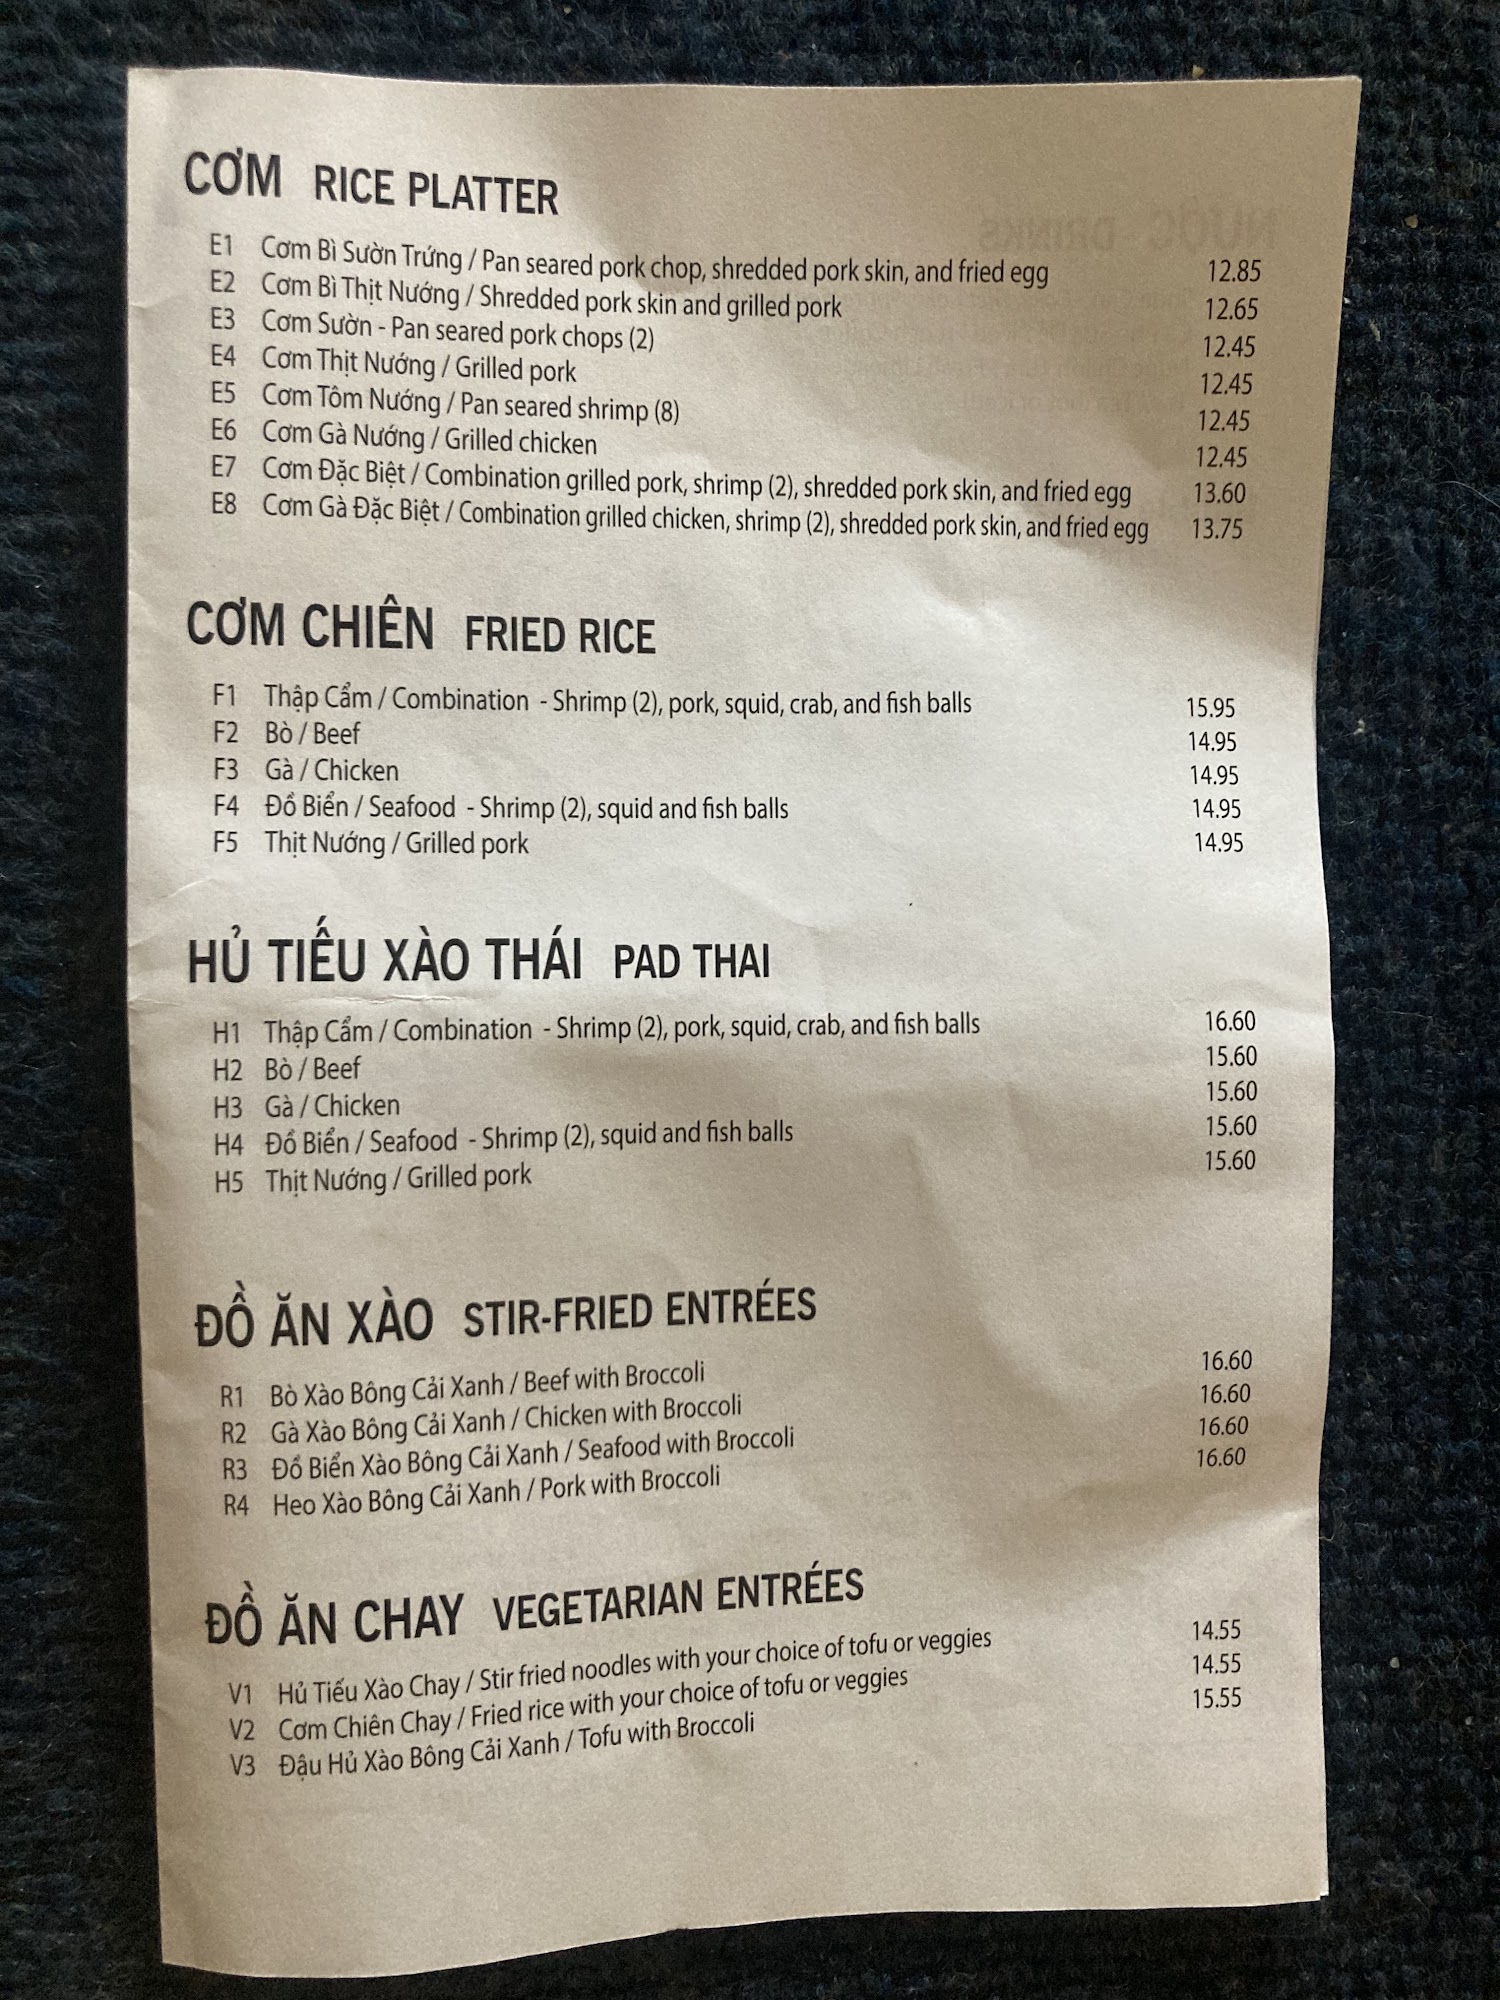 CƠM RICE PLATTER
E1 Cơm Bì Sườn Trứng / Pan seared pork chop, shredded pork skin, and fried egg 12.85
E2 Cơm Bì Thịt Nướng / Shredded pork skin and grilled pork 12.65
E3 Cơm Sườn - Pan seared pork chops (2) 12.45
E4 Cơm Thịt Nướng / Grilled pork 12.45
E5 Cơm Tôm Nướng / Pan seared shrimp (8) 12.45
E6 Cơm Gà Nướng / Grilled chicken 12.45
E7 Cơm Đặc Biệt / Combination grilled pork, shrimp (2), shredded pork skin, and fried egg 13.60
E8 Cơm Gà Đặc Biệt / Combination grilled chicken, shrimp (2), shredded pork skin, and fried egg 13.75
CƠM CHIÊN FRIED RICE
F1 Thập Cẩm / Combination - Shrimp (2), pork, squid, crab, and fish balls 15.95
F2 Bò / Beef 14.95
F3 Gà / Chicken 14.95
F4 Đồ Biển / Seafood - Shrimp (2), squid and fish balls 14.95
F5 Thịt Nướng / Grilled pork 14.95
HỦ TIẾU XÀO THÁI PAD THAI
H1 Thập Cẩm / Combination - Shrimp (2), pork, squid, crab, and fish balls 16.60
H2 Bò / Beef 15.60
H3 Gà / Chicken 15.60
H4 Đồ Biển / Seafood - Shrimp (2), squid and fish balls 15.60
H5 Thịt Nướng / Grilled pork 15.60
ĐỒ ĂN XÀO STIR-FRIED ENTRÉES
R1 Bò Xào Bông Cải Xanh / Beef with Broccoli 16.60
R2 Gà Xào Bông Cải Xanh / Chicken with Broccoli 16.60
R3 Đồ Biển Xào Bông Cải Xanh / Seafood with Broccoli 16.60
R4 Heo Xào Bông Cải Xanh / Pork with Broccoli 16.60
ĐỒ ĂN CHAY VEGETARIAN ENTRÉES
V1 Hủ Tiếu Xào Chay / Stir fried noodles with your choice of tofu or veggies 14.55
V2 Cơm Chiên Chay / Fried rice with your choice of tofu or veggies 14.55
V3 Đậu Hủ Xào Bông Cải Xanh / Tofu with Broccoli 15.55